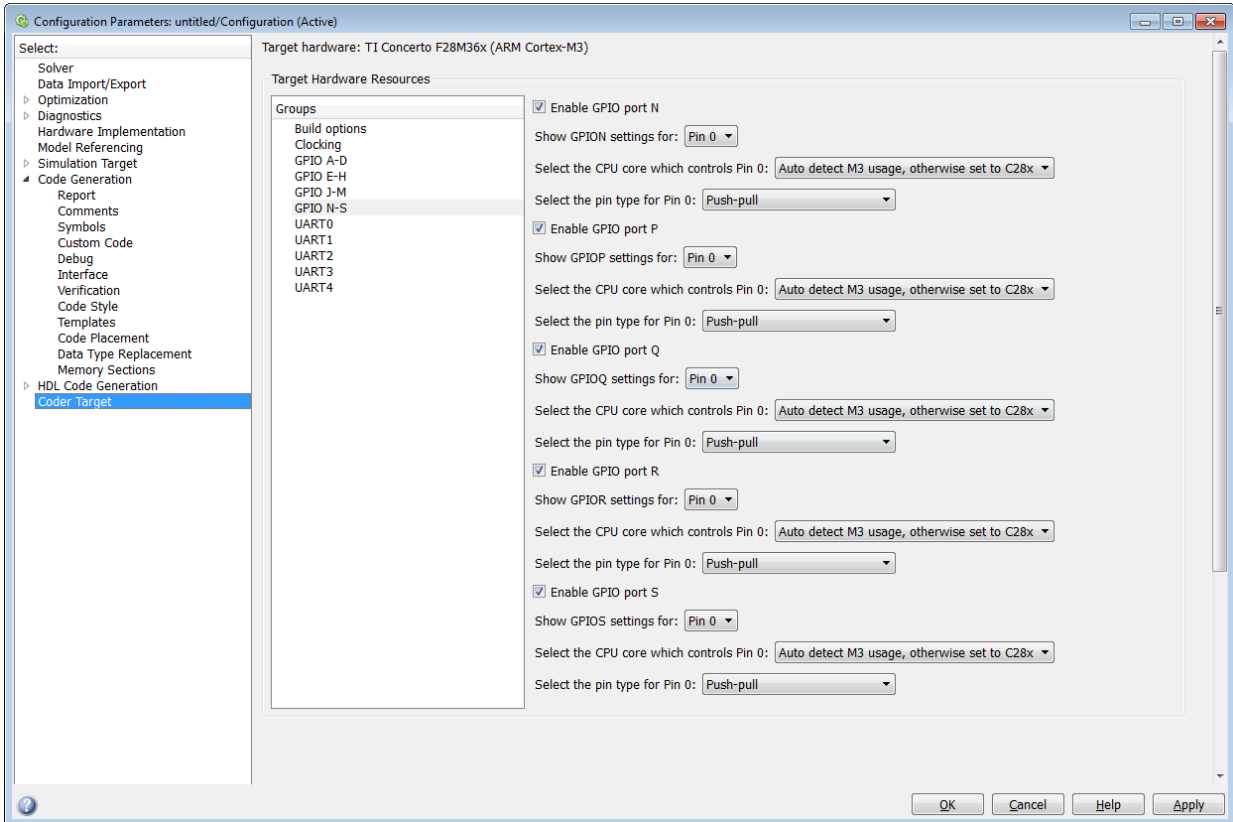 Configuration Parameters: untitled/Configuration (Active)
Select:
Solver
Data Import/Export
Optimization
Diagnostics
Hardware Implementation
Model Referencing
Simulation Target
Code Generation
Report
Comments
Symbols
Custom Code
Debug
Interface
Verification
Code Style
Templates
Code Placement
Data Type Replacement
Memory Sections
HDL Code Generation
Coder Target
Target hardware: TI Concerto F28M36x (ARM Cortex-M3)
Target Hardware Resources
Groups
Build options
Clocking
GPIO A-D
GPIO E-H
GPIO J-M
GPIO N-S
UART0
UART1
UART2
UART3
UART4
Enable GPIO port N
Show GPION settings for: Pin 0
Select the CPU core which controls Pin 0: Auto detect M3 usage, otherwise set to C28x
Select the pin type for Pin 0: Push-pull
Enable GPIO port P
Show GPIOP settings for: Pin 0
Select the CPU core which controls Pin 0: Auto detect M3 usage, otherwise set to C28x
Select the pin type for Pin 0: Push-pull
Enable GPIO port Q
Show GPIOQ settings for: Pin 0
Select the CPU core which controls Pin 0: Auto detect M3 usage, otherwise set to C28x
Select the pin type for Pin 0: Push-pull
Enable GPIO port R
Show GPIOR settings for: Pin 0
Select the CPU core which controls Pin 0: Auto detect M3 usage, otherwise set to C28x
Select the pin type for Pin 0: Push-pull
Enable GPIO port S
Show GPIOS settings for: Pin 0
Select the CPU core which controls Pin 0: Auto detect M3 usage, otherwise set to C28x
Select the pin type for Pin 0: Push-pull
OK Cancel Help Apply